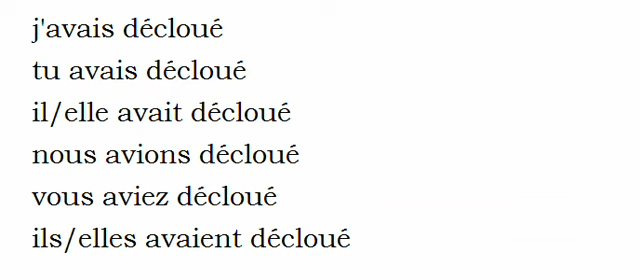 j'avais décloué
tu avais décloué
il/elle avait décloué
nous avions décloué
vous aviez décloué
ils/elles avaient décloué